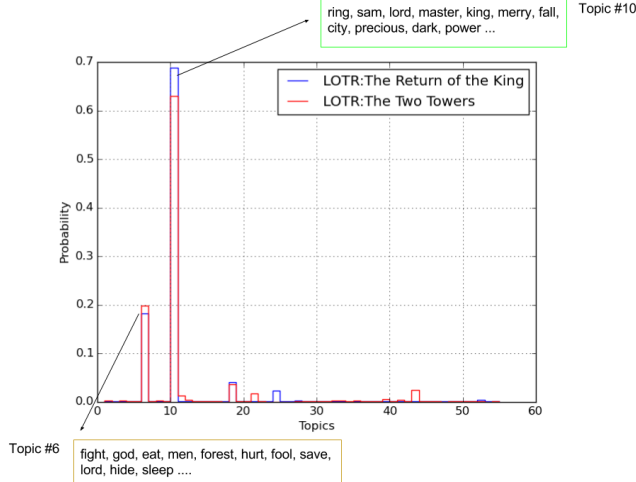 ring, sam, lord, master, king, merry, fall,
city, precious, dark, power ...
Topic #10
0.7
0.6
0.5
0.4
0.3
0.2
0.1
0.0
Probability
LOTR:The Return of the King
LOTR:The Two Towers
0
10
20
30
40
50
60
Topics
Topic #6
fight, god, eat, men, forest, hurt, fool, save,
lord, hide, sleep ....